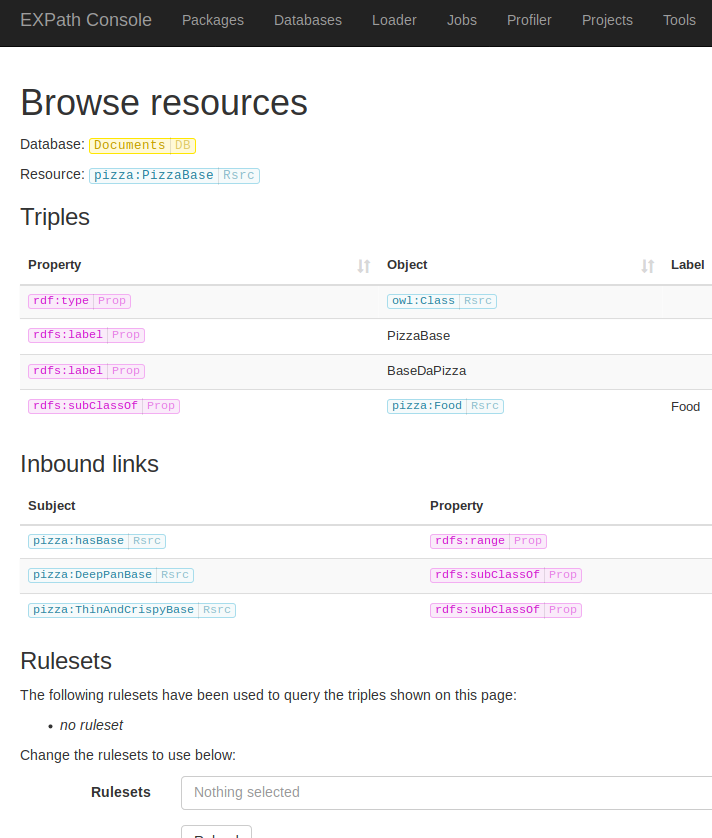 EXPath Console Packages Databases Loader Jobs Profiler Projects Tools
Browse resources
Database: Documents DB
Resource: pizza:PizzaBase Rsrc
Triples
Property Object Label
rdf:type Prop owl:Class Rsrc
rdfs:label Prop PizzaBase
rdfs:label Prop BaseDaPizza
rdfs:subClassOf Prop pizza:Food Rsrc Food
Inbound links
Subject Property
pizza:hasBase Rsrc rdfs:range Prop
pizza:DeepPanBase Rsrc rdfs:subClassOf Prop
pizza:ThinAndCrispyBase Rsrc rdfs:subClassOf Prop
Rulesets
The following rulesets have been used to query the triples shown on this page:
• no ruleset
Change the rulesets to use below:
Rulesets Nothing selected